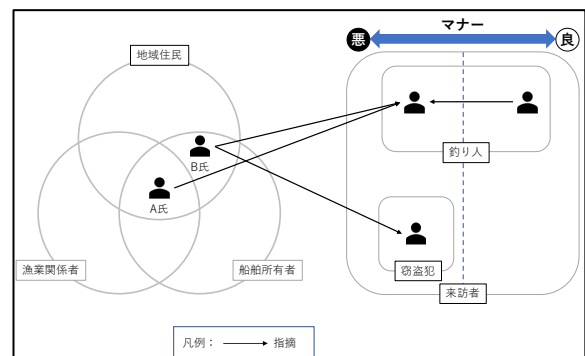 マナー
悪
良
地域住民
B氏
A氏
釣り人
漁業関係者
船舶所有者
窃盗犯
来訪者
凡例：
指摘